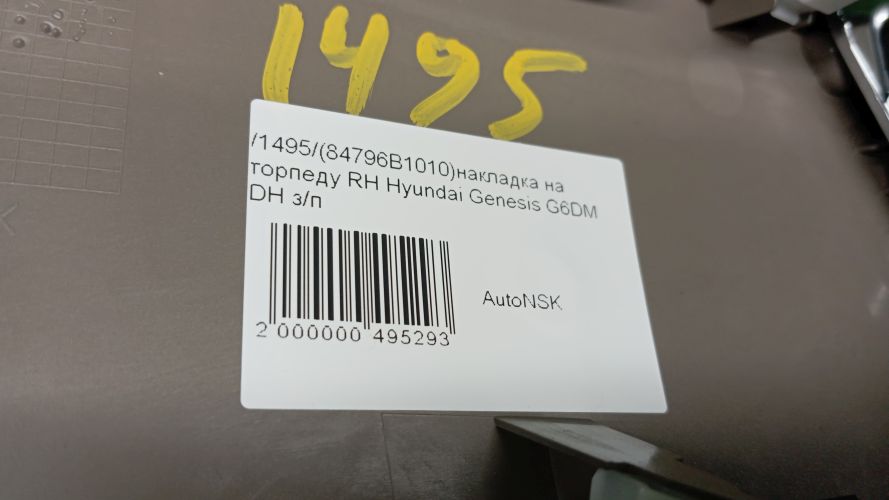 1495
/1495/(84796B1010)накладка на
торпеду RH Hyundai Genesis G6DM
DH з/п
AutoNSK
2 000000 495293